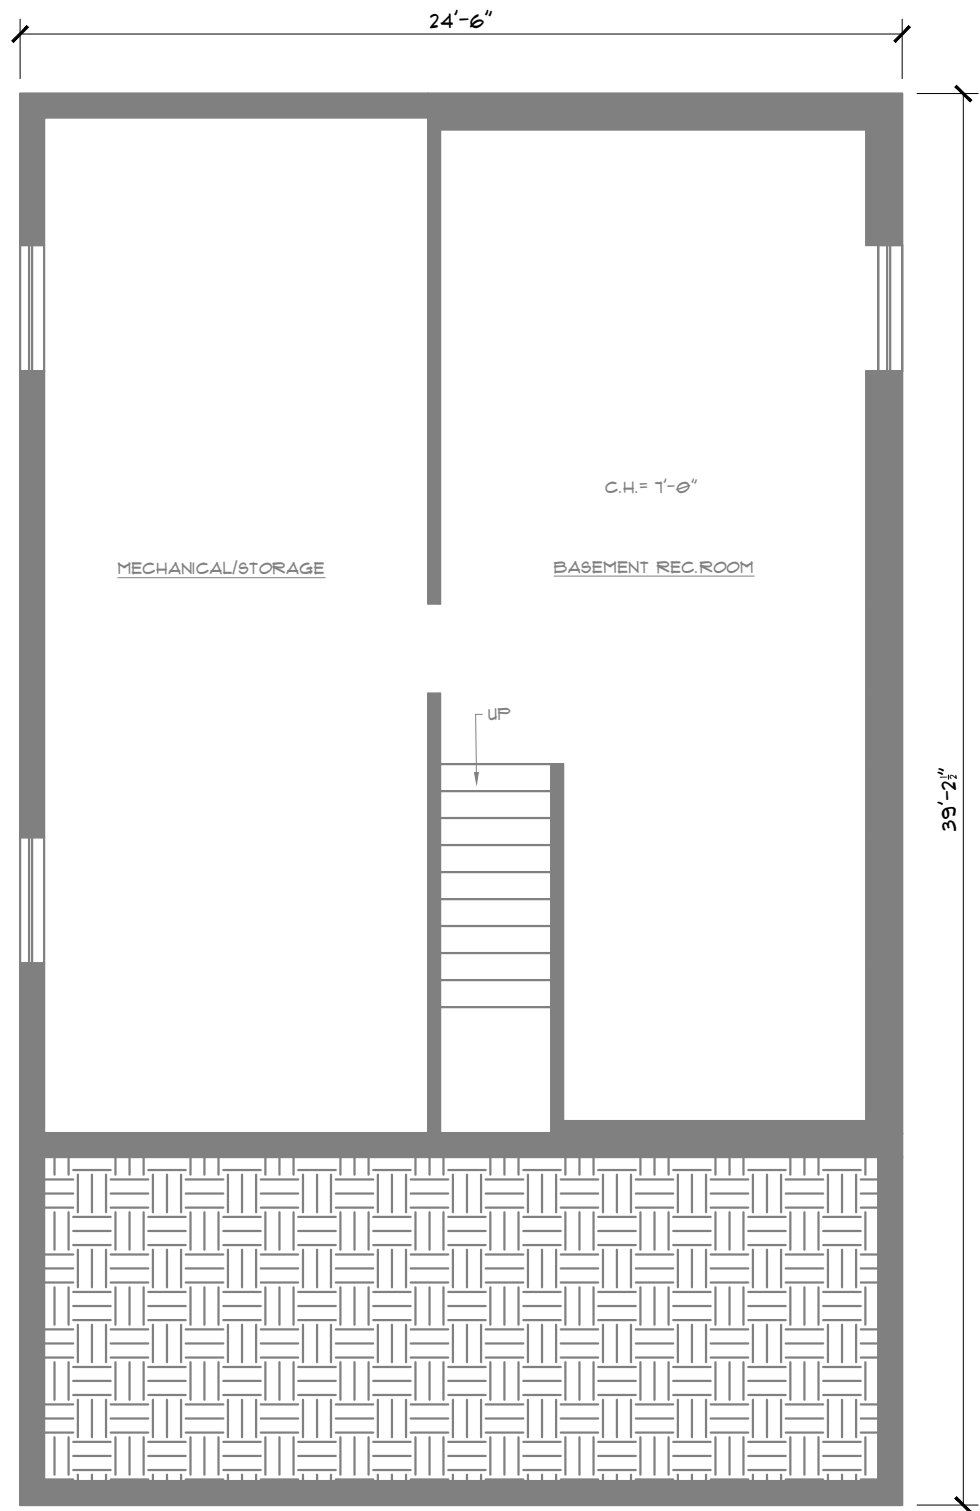 24'-6"
C.H.= 7'-0"
MECHANICAL/STORAGE
BASEMENT REC.ROOM
UP
39'-2½"